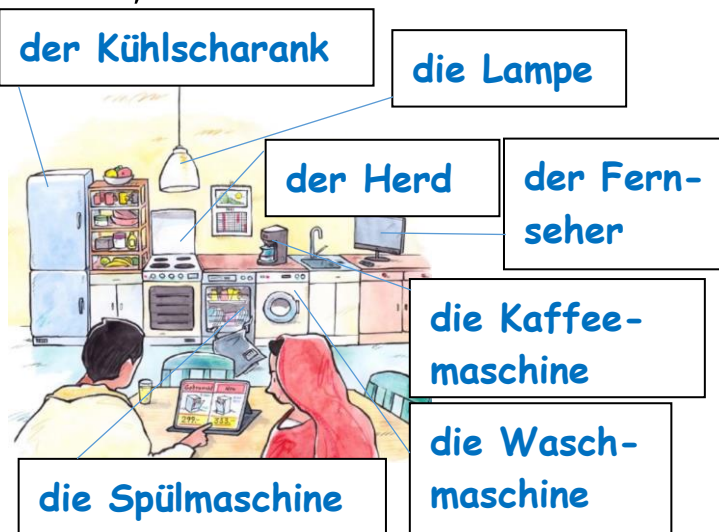 der Kühlscharank
die Lampe
der Herd
der Fern-
seher
die Kaffee-
maschine
die Wasch-
maschine
die Spülmaschine